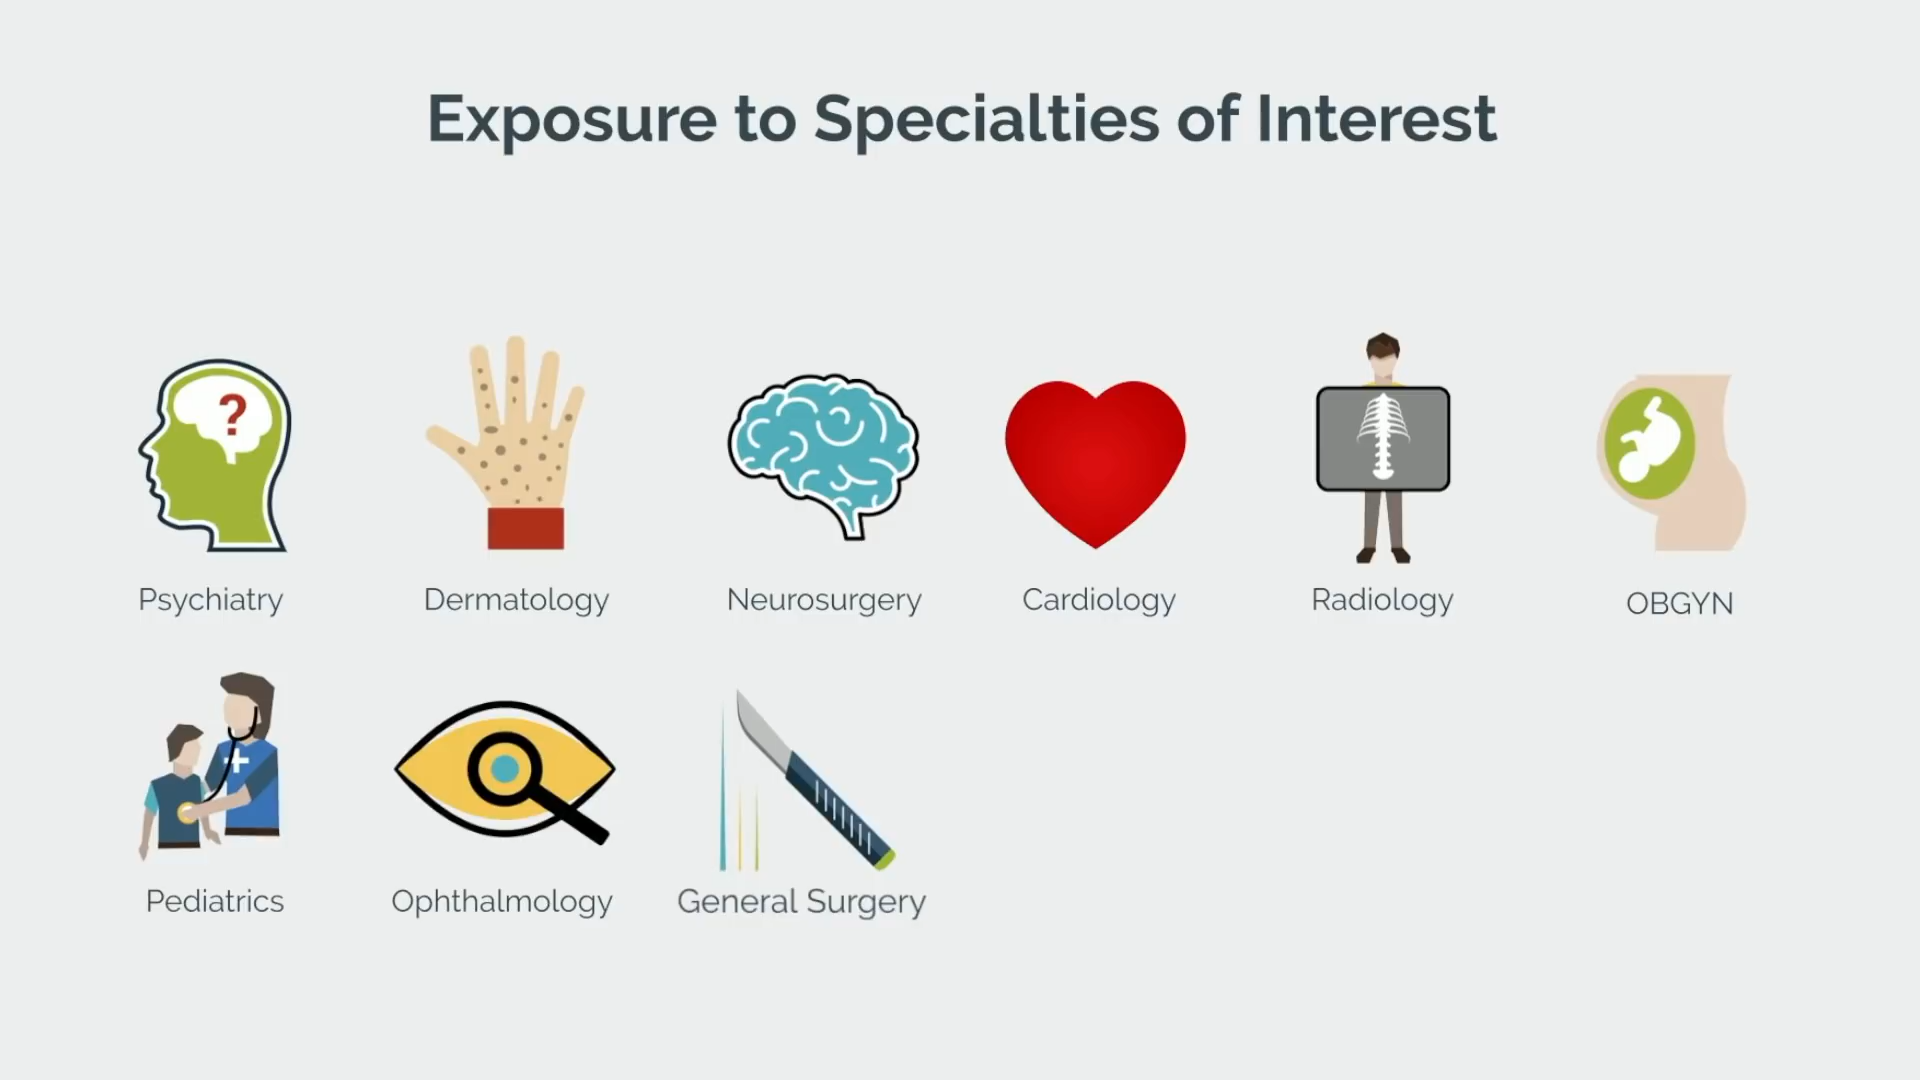 Exposure to Specialties of Interest
?
Psychiatry
Dermatology
Neurosurgery
Cardiology
Radiology
OBGYN
Pediatrics
Ophthalmology
General Surgery